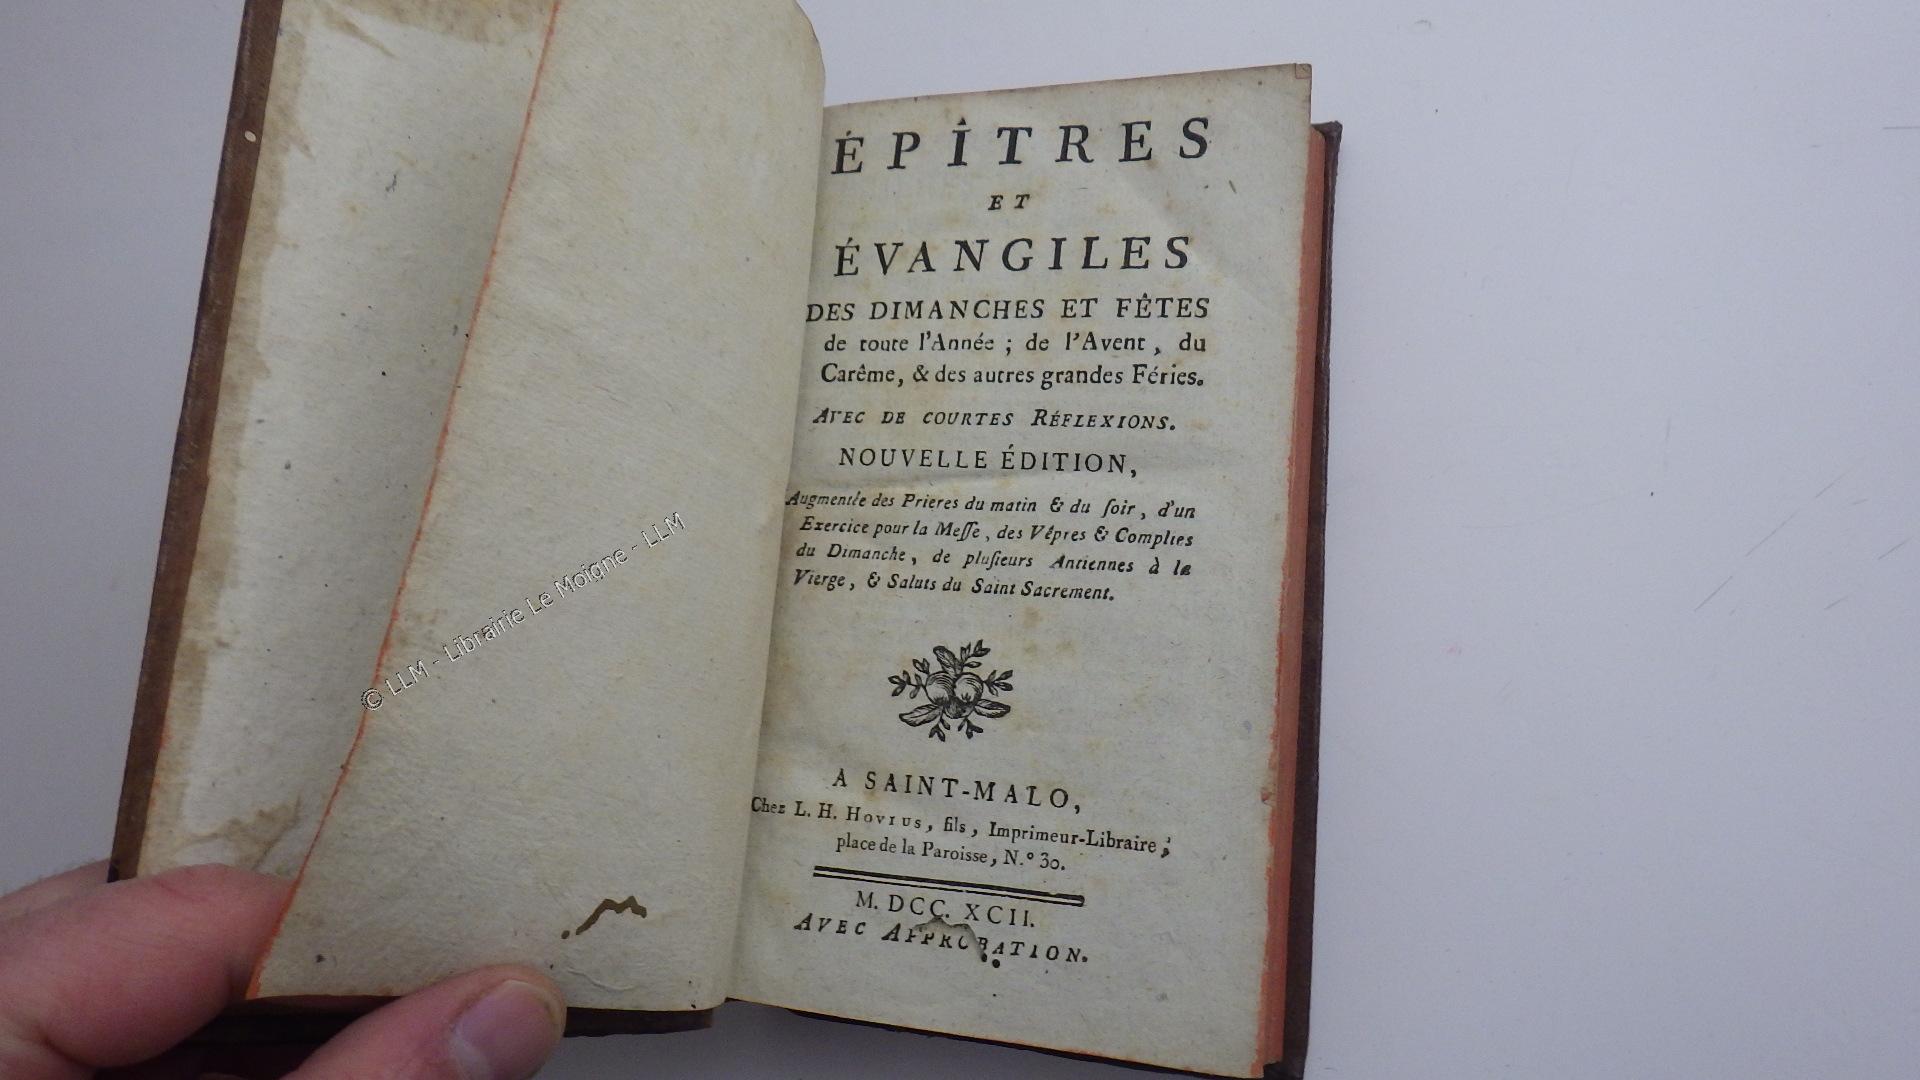 ÉPÎTRES
ET
ÉVANGILES
DES DIMANCHES ET FÊTES
de toute l'Année ; de l'Avent, du
Carême, & des autres grandes Féries.
AVEC DE COURTES RÉFLEXIONS.
NOUVELLE ÉDITION,
Augmentée des Prieres du matin & du ſoir, d'un
Exercice pour la Meſſe, des Vêpres & Complies
du Dimanche, de pluſieurs Antiennes à la
Vierge, & Saluts du Saint Sacrement.
A SAINT-MALO,
Chez L. H. HOVIUS, fils, Imprimeur-Libraire,
place de la Paroisse, N.º 30.
M. DCC. XCII.
AVEC APPROBATION.
© LLM - Librairie Le Moigne - LLM